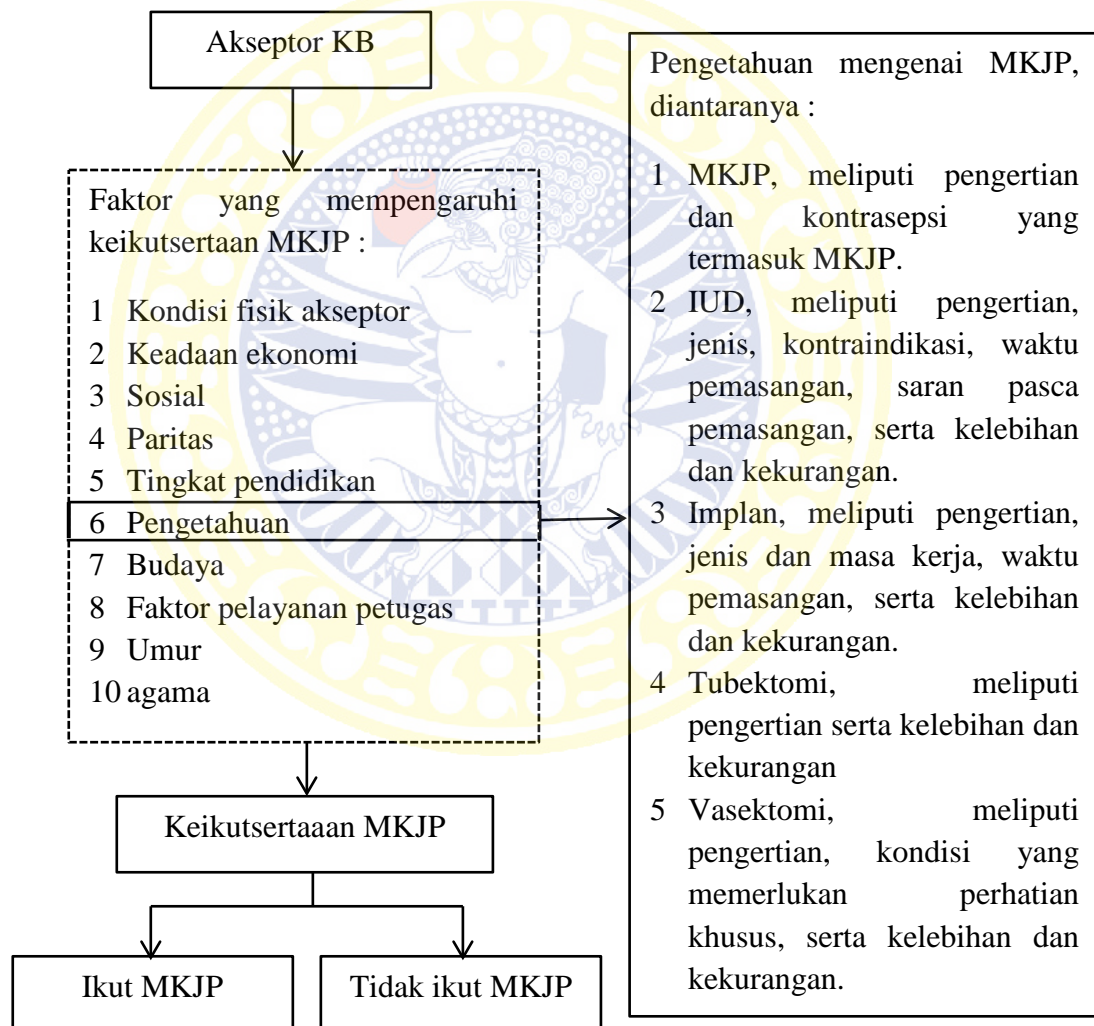 Akseptor KB
Faktor yang mempengaruhi
keikutsertaan MKJP :
1 Kondisi fisik akseptor
2 Keadaan ekonomi
3 Sosial
4 Paritas
5 Tingkat pendidikan
6 Pengetahuan
7 Budaya
8 Faktor pelayanan petugas
9 Umur
10 agama
Keikutsertaaan MKJP
Ikut MKJP
Tidak ikut MKJP
Pengetahuan mengenai MKJP,
diantaranya :
1 MKJP, meliputi pengertian
dan kontrasepsi yang
termasuk MKJP.
2 IUD, meliputi pengertian,
jenis, kontraindikasi, waktu
pemasangan, saran pasca
pemasangan, serta kelebihan
dan kekurangan.
3 Implan, meliputi pengertian,
jenis dan masa kerja, waktu
pemasangan, serta kelebihan
dan kekurangan.
4 Tubektomi, meliputi
pengertian serta kelebihan dan
kekurangan
5 Vasektomi, meliputi
pengertian, kondisi yang
memerlukan perhatian
khusus, serta kelebihan dan
kekurangan.